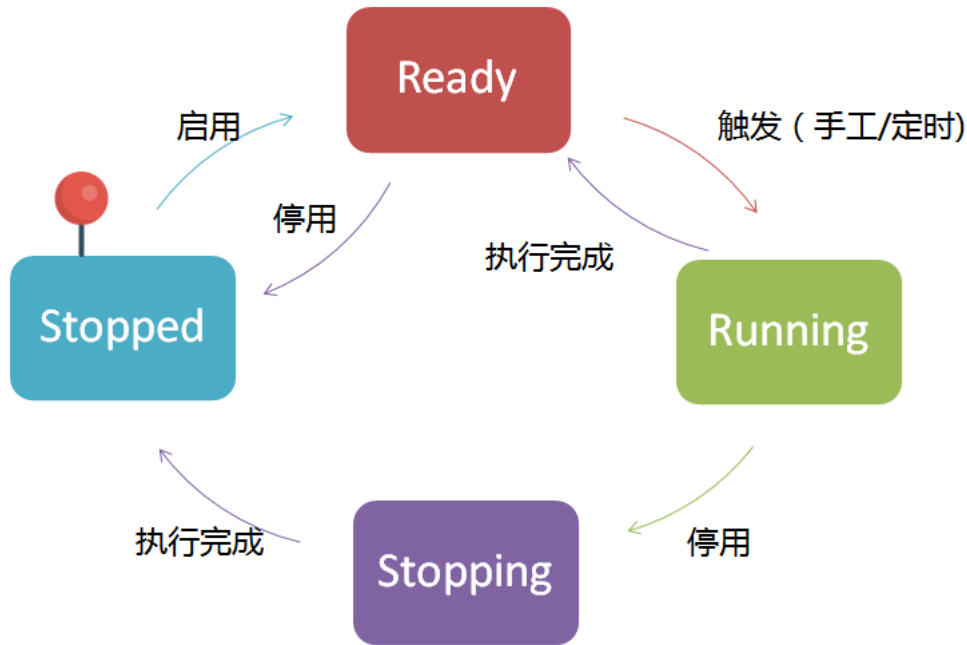 Ready
启用
触发（手工/定时)
停用
执行完成
Stopped
Running
执行完成
Stopping
停用